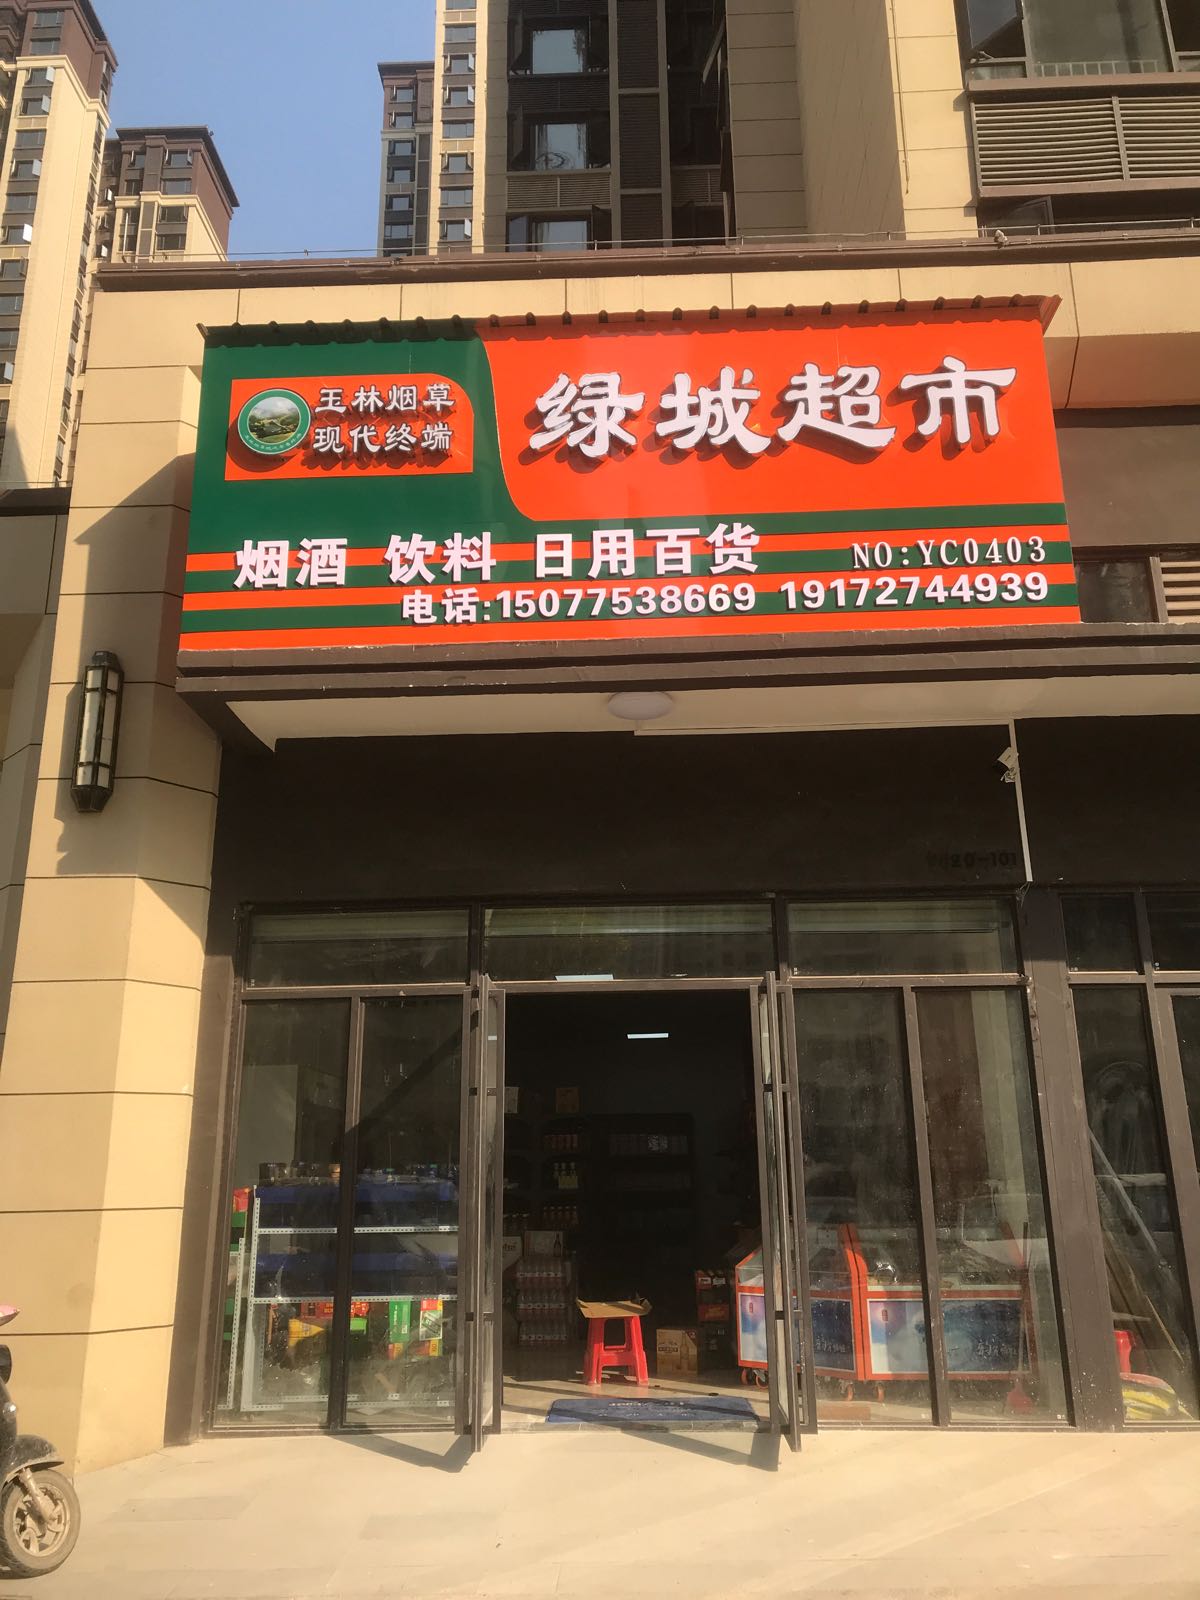 玉林烟草
现代终端
绿城超市
烟酒 饮料 日用百货
NO:YC0403
电话:15077538669 19172744939